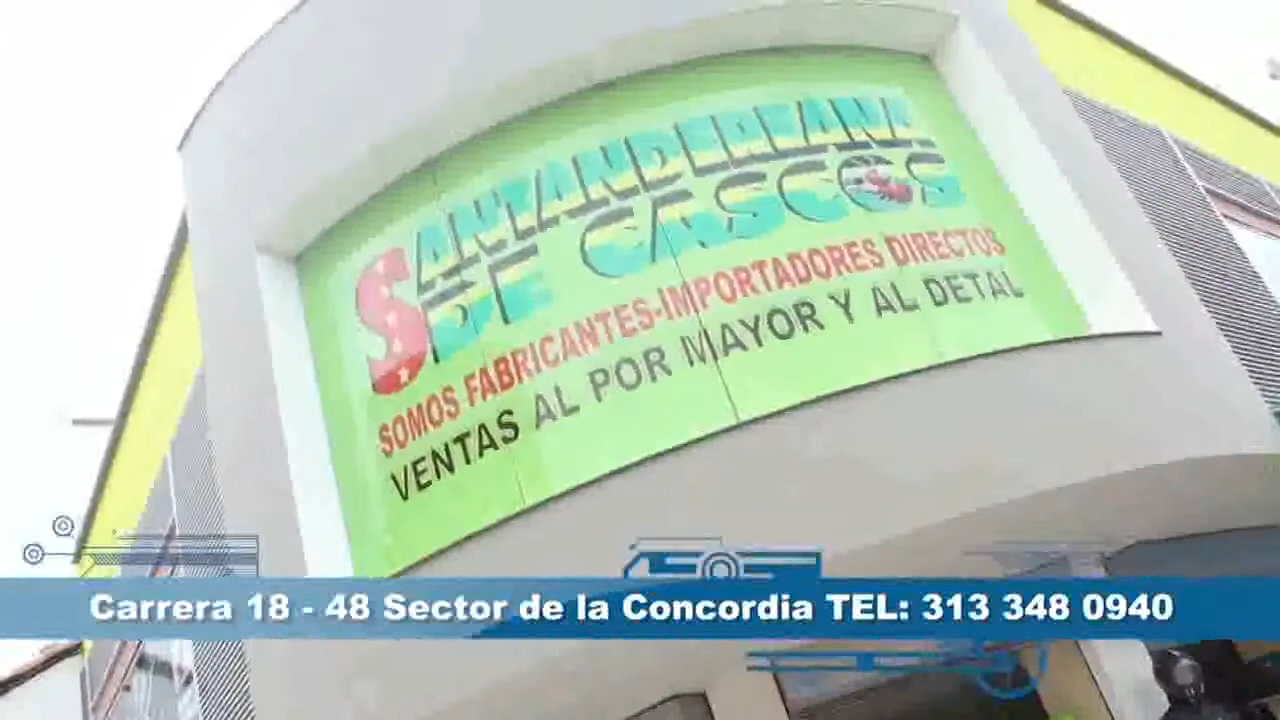 SANTANDEREANA
DE CASCOS
SOMOS FABRICANTES-IMPORTADORES DIRECTOS
VENTAS AL POR MAYOR Y AL DETAL
Carrera 18 - 48 Sector de la Concordia TEL: 313 348 0940